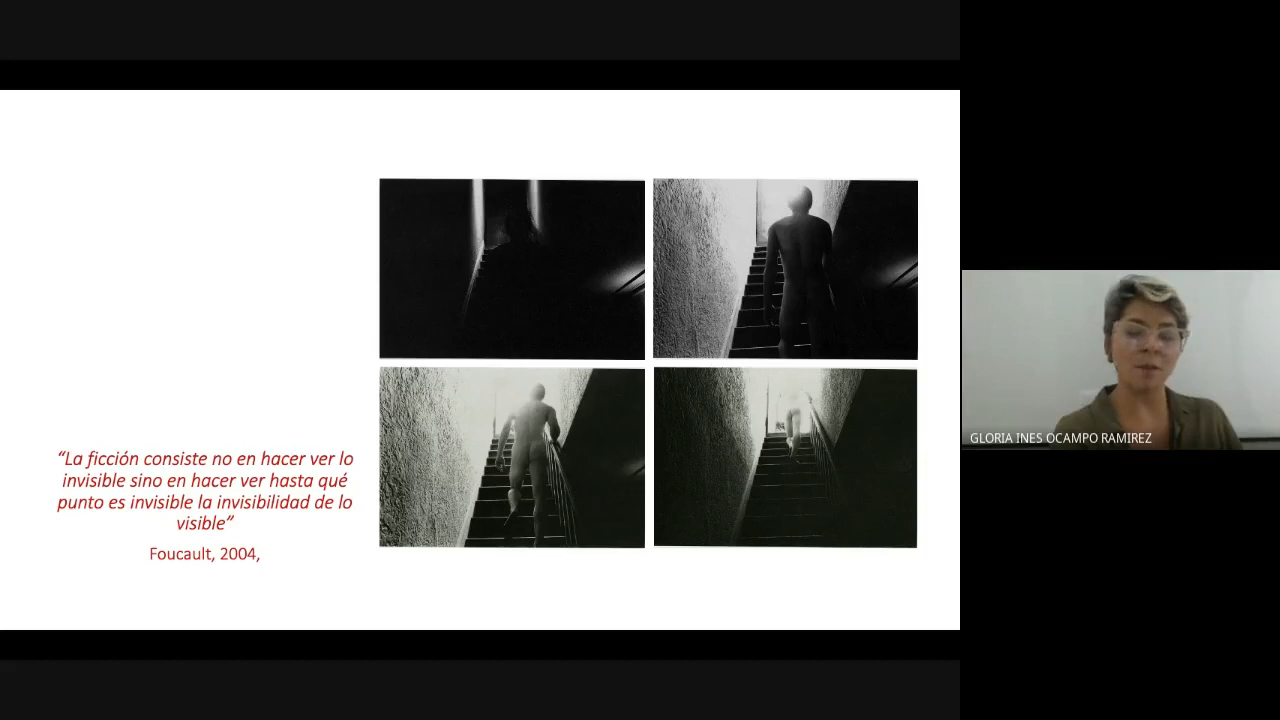 “La ficción consiste no en hacer ver lo
invisible sino en hacer ver hasta qué
punto es invisible la invisibilidad de lo
visible”
Foucault, 2004,
GLORIA INES OCAMPO RAMIREZ